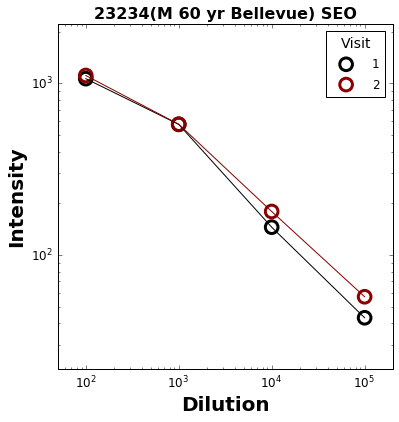 23234(M 60 yr Bellevue) SEO
Visit
1
2
Intensity
10³
10²
10² 10³ 10⁴ 10⁵
Dilution